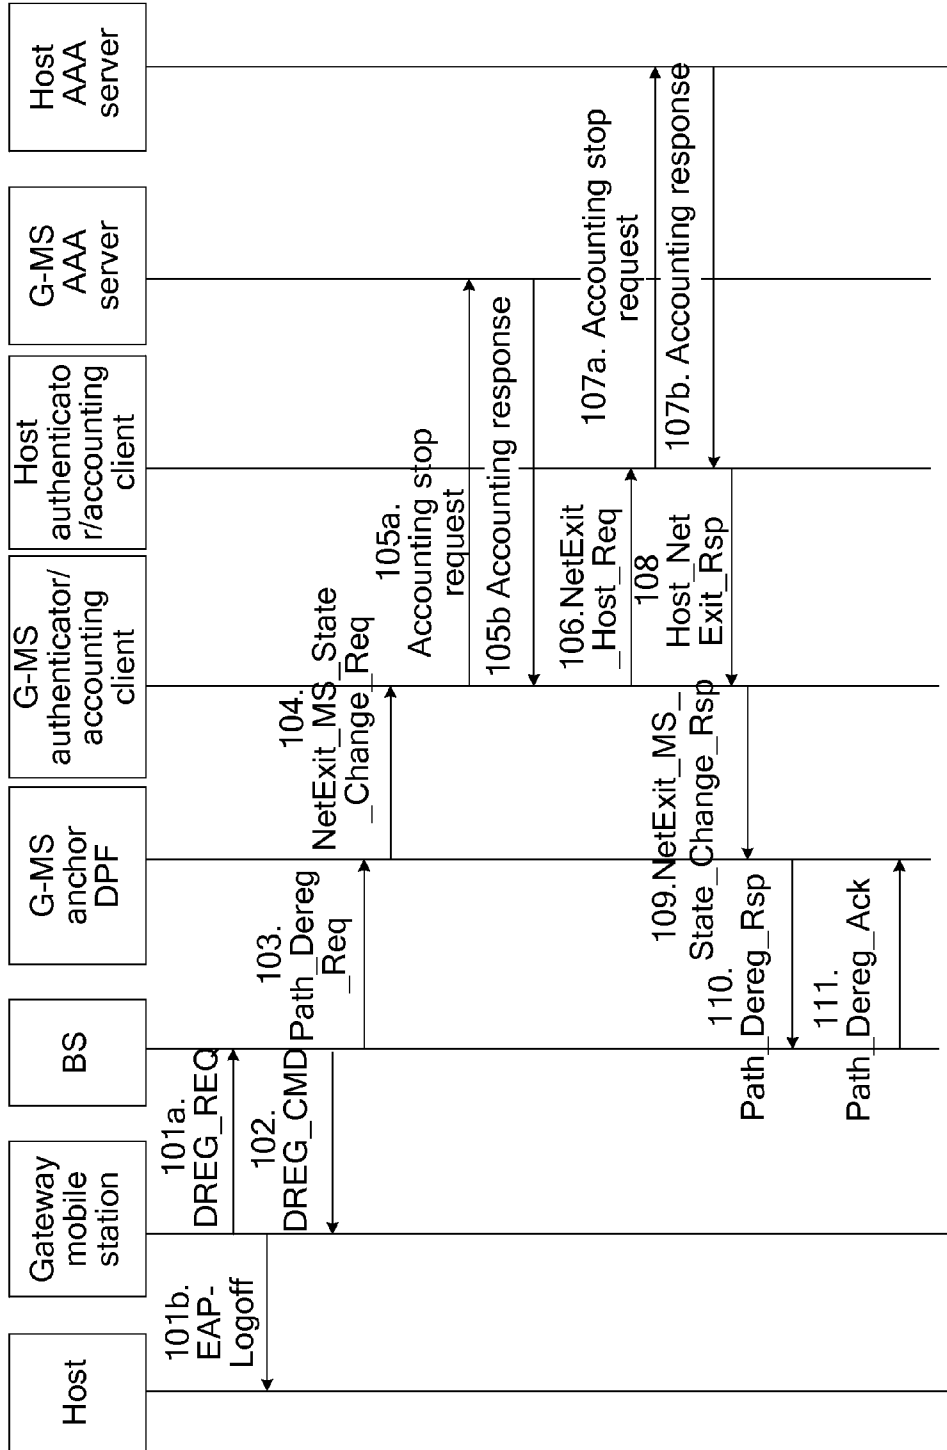 Host
Gateway
mobile
station
BS
G-MS
anchor
DPF
G-MS
authenticator/
accounting
client
Host
authenticato
r/accounting
client
G-MS
AAA
server
Host
AAA
server
101a.
DREG_REQ
101b.
EAP-
Logoff
102.
DREG_CMD
103.
Path_Dereg
_Req
104.
NetExit_MS_State
_Change_Req
105a.
Accounting stop
request
105b Accounting response
106.NetExit
_Host_Req
107a. Accounting stop
request
107b. Accounting response
108
Host_Net
Exit_Rsp
109.NetExit_MS_
State_Change_Rsp
110.
Path_Dereg_Rsp
111.
Path_Dereg_Ack